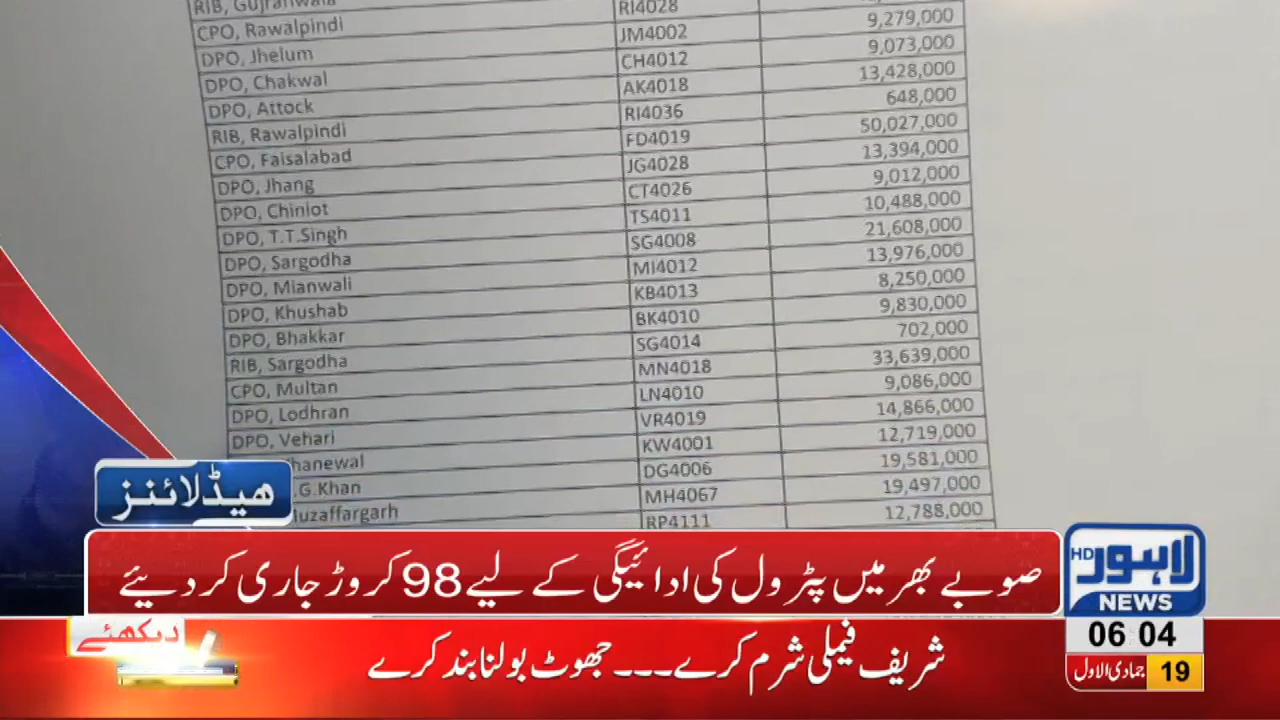 RIB, Gujranwala
CPO, Rawalpindi RI4028
DPO, Jhelum JM4002 9,279,000
DPO, Chakwal CH4012 9,073,000
DPO, Attock AK4018 13,428,000
RIB, Rawalpindi RI4036 648,000
CPO, Faisalabad FD4019 50,027,000
DPO, Jhang JG4028 13,394,000
DPO, Chiniot CT4026 9,012,000
DPO, T.T.Singh TS4011 10,488,000
DPO, Sargodha SG4008 21,608,000
DPO, Mianwali MI4012 13,976,000
DPO, Khushab KB4013 8,250,000
DPO, Bhakkar BK4010 9,830,000
RIB, Sargodha SG4014 702,000
CPO, Multan MN4018 33,639,000
DPO, Lodhran LN4010 9,086,000
DPO, Vehari VR4019 14,866,000
hanewal KW4001 12,719,000
.G.Khan DG4006 19,581,000
uzaffargarh MH4067 19,497,000
RP4111 12,788,000
ہیڈلائنز
صوبے بھر میں پٹرول کی ادائیگی کے لیے 98 کروڑ جاری کر دیئے
لاہور HD
NEWS
06 04
19 جمادی الاول
دیکھئے
شریف فیملی شرم کرے۔۔۔ جھوٹ بولنا بند کرے